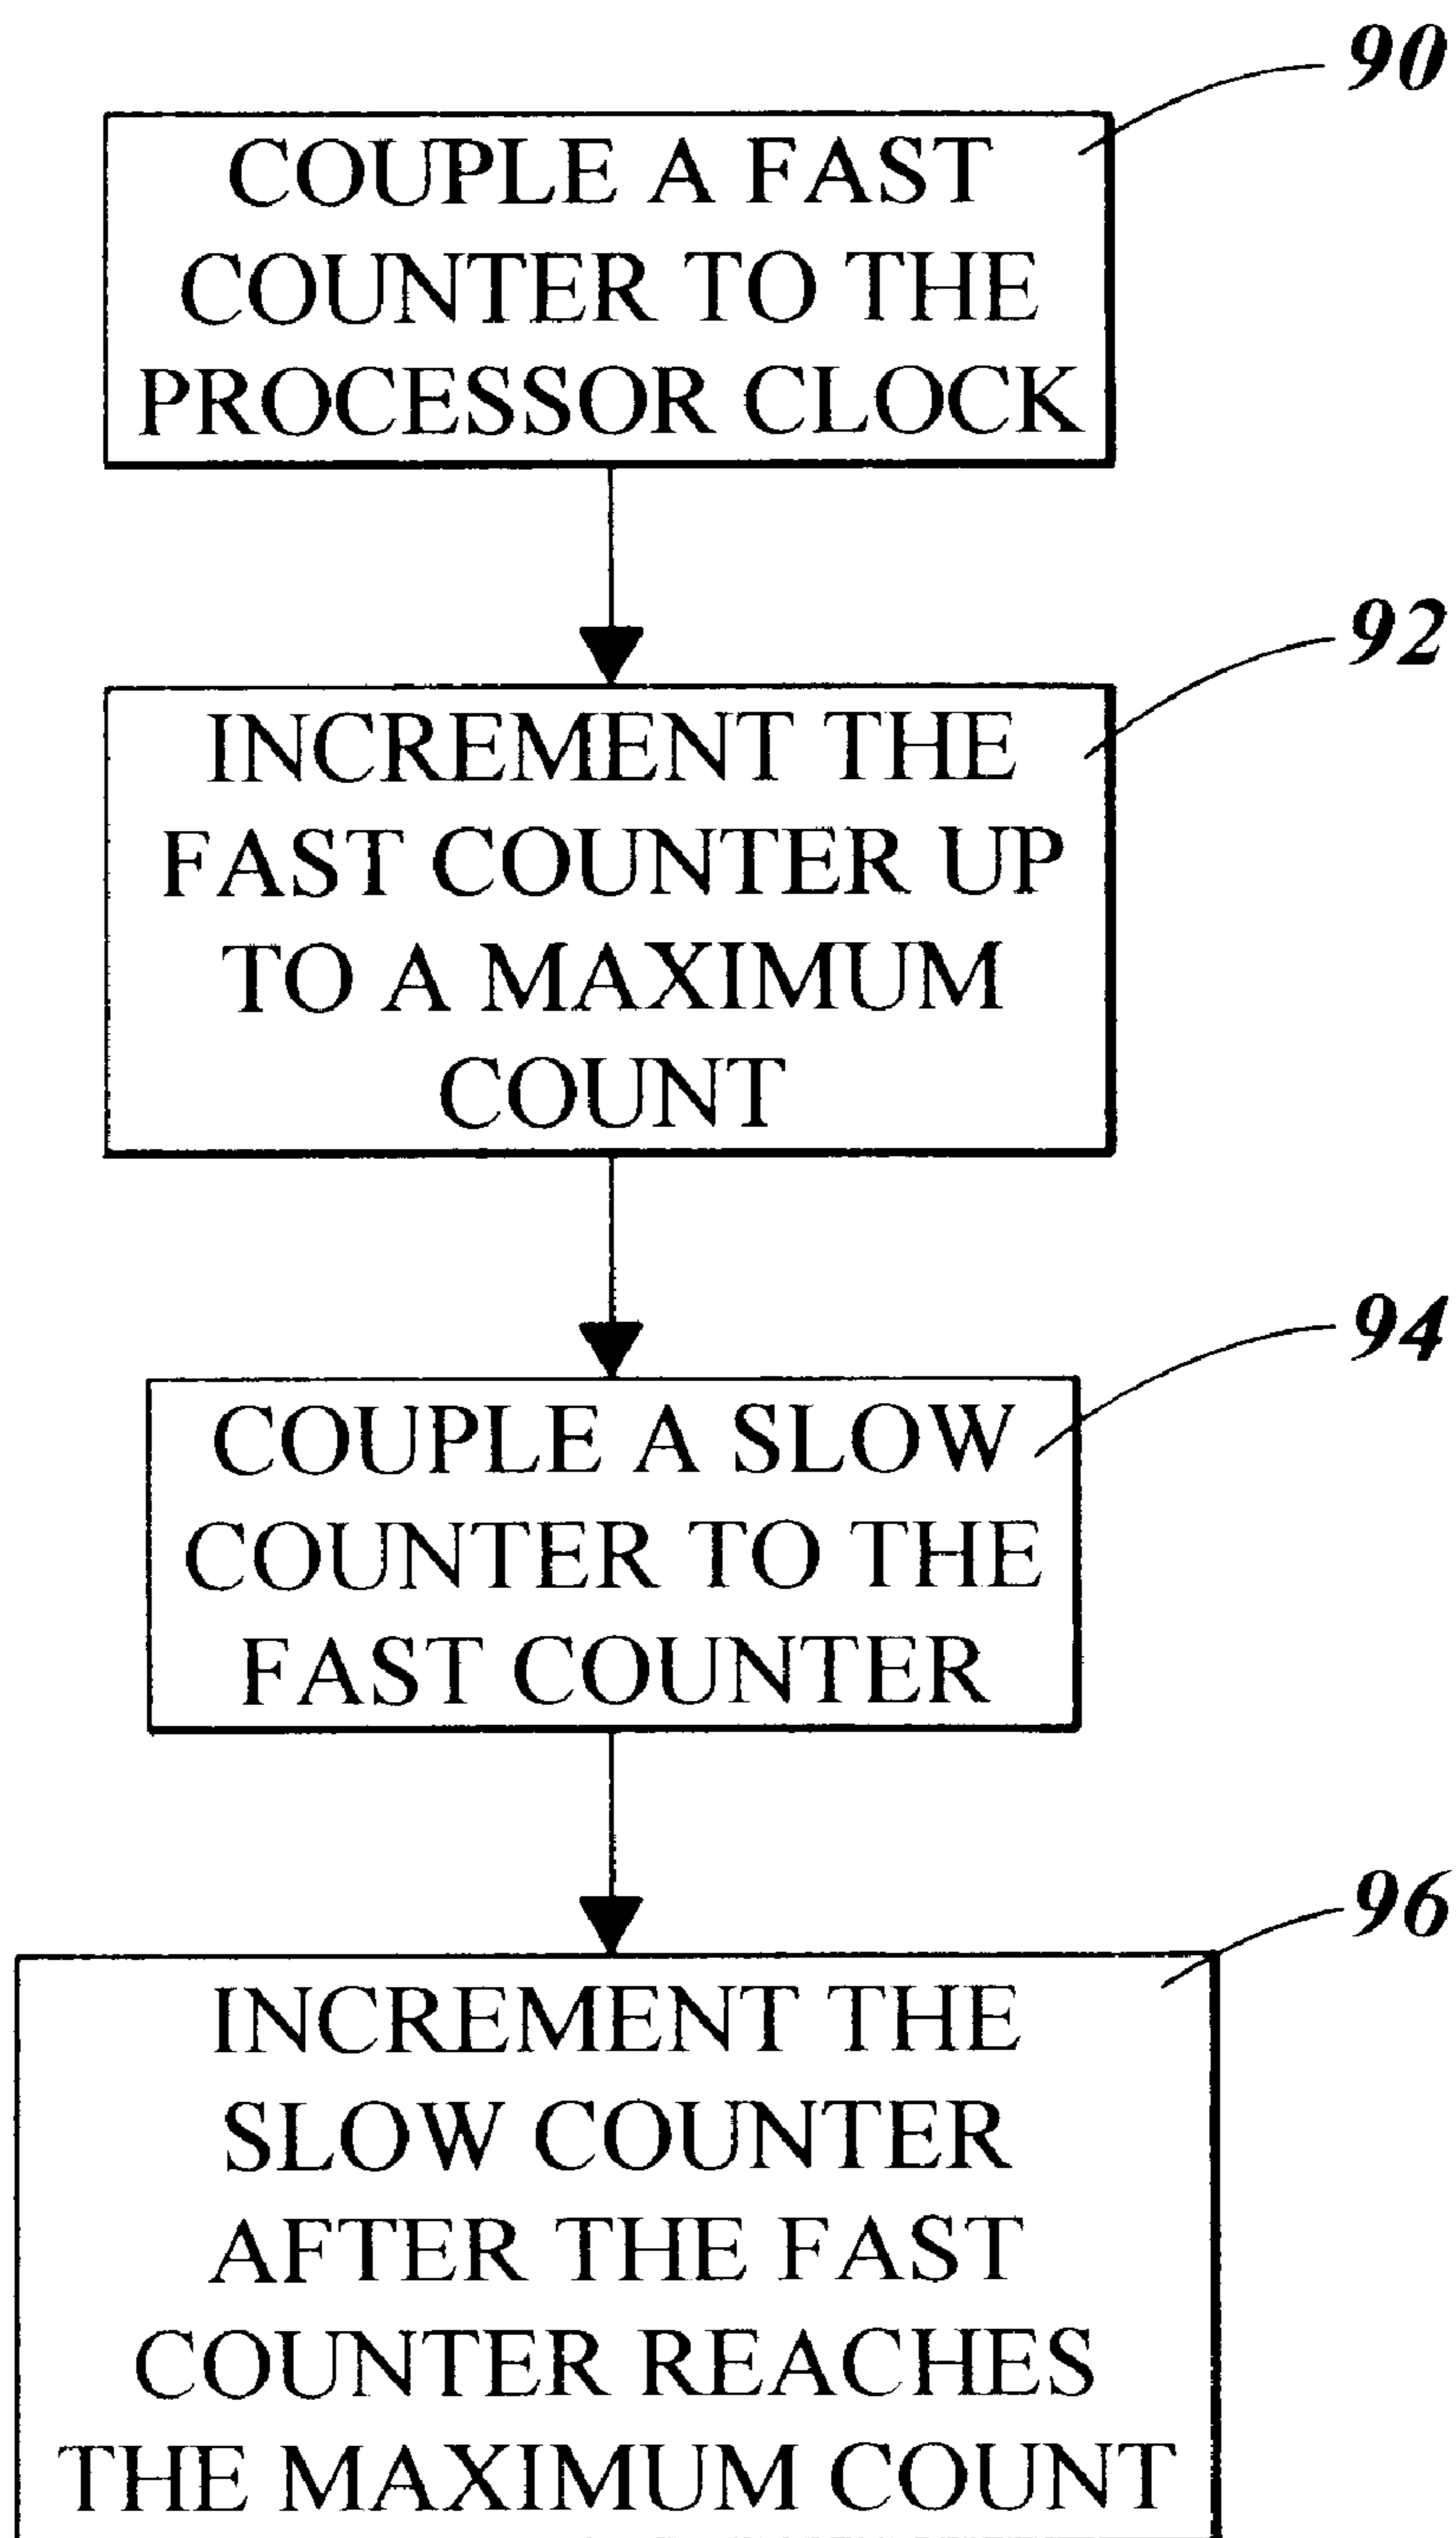 90
COUPLE A FAST
COUNTER TO THE
PROCESSOR CLOCK
92
INCREMENT THE
FAST COUNTER UP
TO A MAXIMUM
COUNT
94
COUPLE A SLOW
COUNTER TO THE
FAST COUNTER
96
INCREMENT THE
SLOW COUNTER
AFTER THE FAST
COUNTER REACHES
THE MAXIMUM COUNT